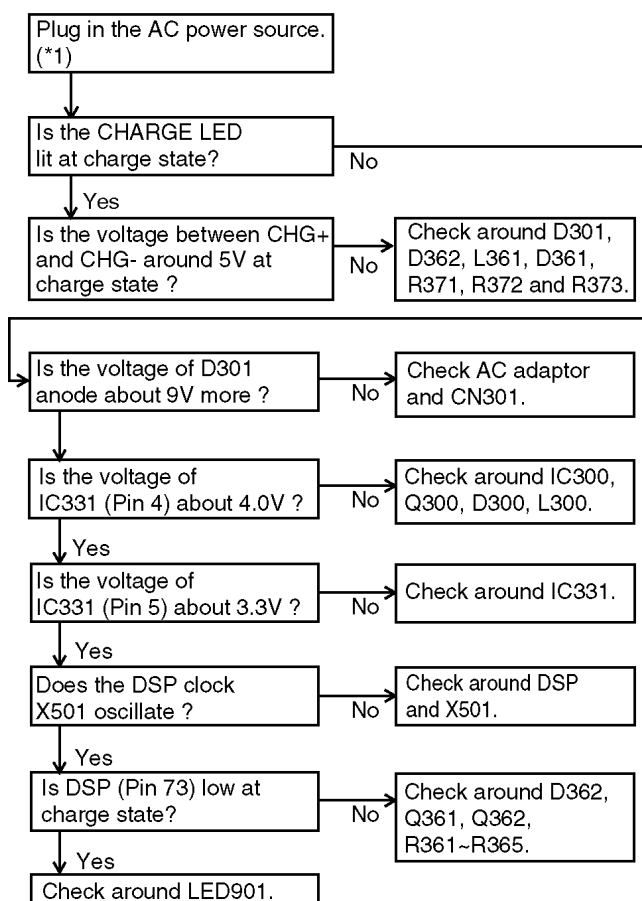 Plug in the AC power source.
(*1)
Is the CHARGE LED
lit at charge state?
No
Yes
Is the voltage between CHG+
and CHG- around 5V at
charge state ?
No
Check around D301,
D362, L361, D361,
R371, R372 and R373.
Is the voltage of D301
anode about 9V more ?
No
Check AC adaptor
and CN301.
Is the voltage of
IC331 (Pin 4) about 4.0V ?
No
Check around IC300,
Q300, D300, L300.
Yes
Is the voltage of
IC331 (Pin 5) about 3.3V ?
No
Check around IC331.
Yes
Does the DSP clock
X501 oscillate ?
No
Check around DSP
and X501.
Yes
Is DSP (Pin 73) low at
charge state?
No
Check around D362,
Q361, Q362,
R361~R365.
Yes
Check around LED901.